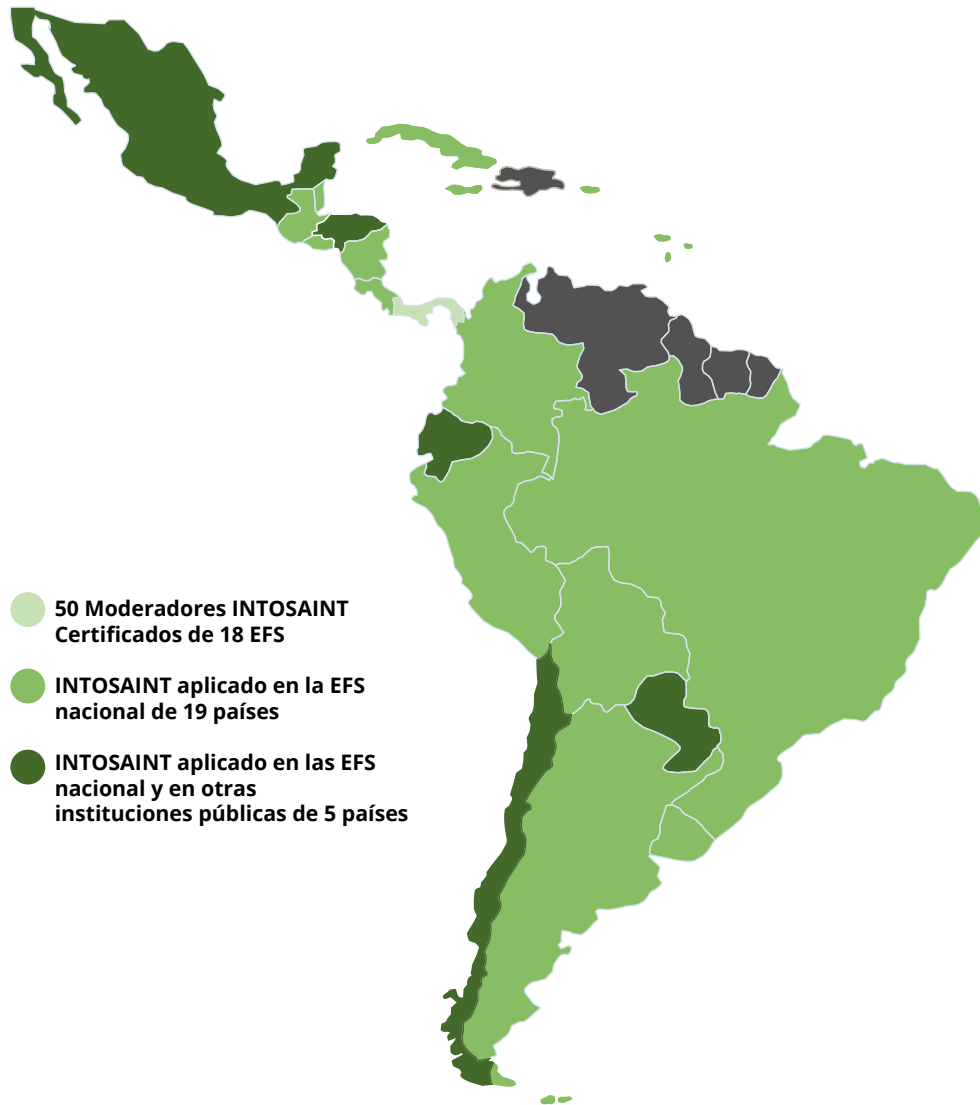 50 Moderadores INTOSAINT
Certificados de 18 EFS
INTOSAINT aplicado en la EFS
nacional de 19 países
INTOSAINT aplicado en las EFS
nacional y en otras
instituciones públicas de 5 países